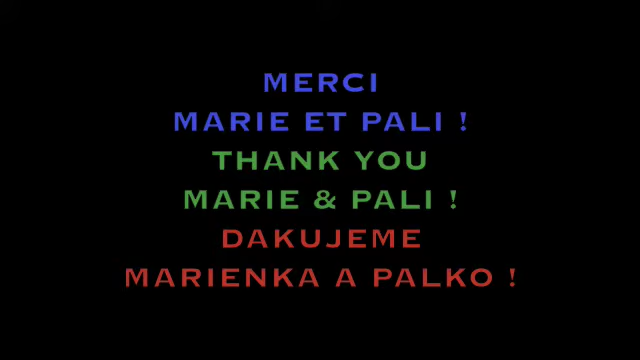 MERCI
MARIE ET PALI !
THANK YOU
MARIE & PALI !
DAKUJEME
MARIENKA A PALKO !